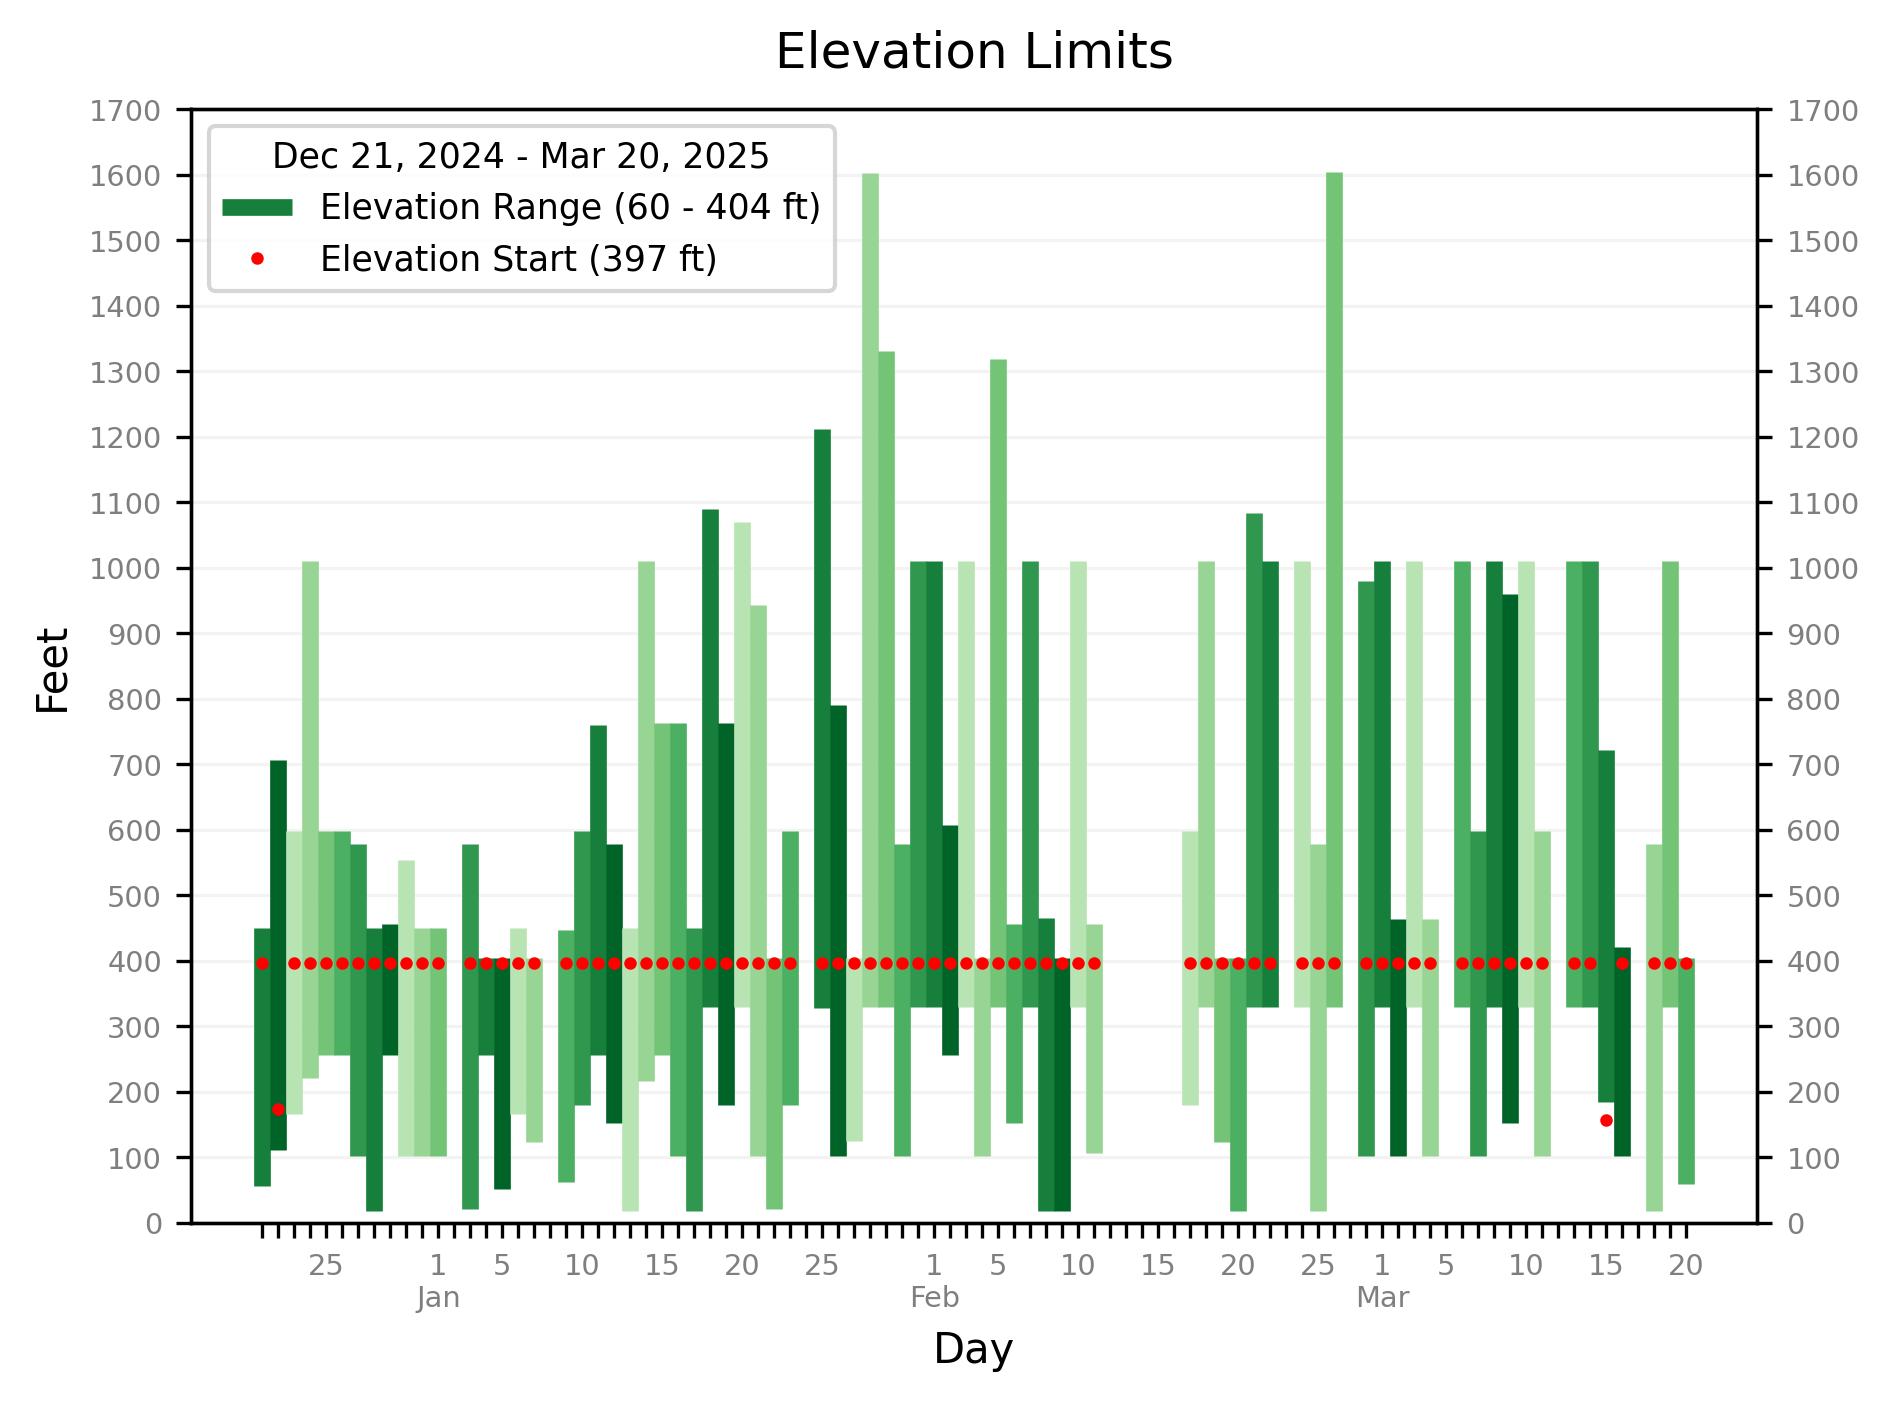 Elevation Limits
1700 1700
Dec 21, 2024 - Mar 20, 2025
1600 1600
Elevation Range (60 - 404 ft)
1500 1500
Elevation Start (397 ft)
1400 1400
1300 1300
1200 1200
1100 1100
1000 1000
900 900
800 800
Feet
700 700
600 600
500 500
400 400
300 300
200 200
100 100
0 0
25 1 5 10 15 20 25 1 5 10 15 20 25 1 5 10 15 20
Jan Feb Mar
Day